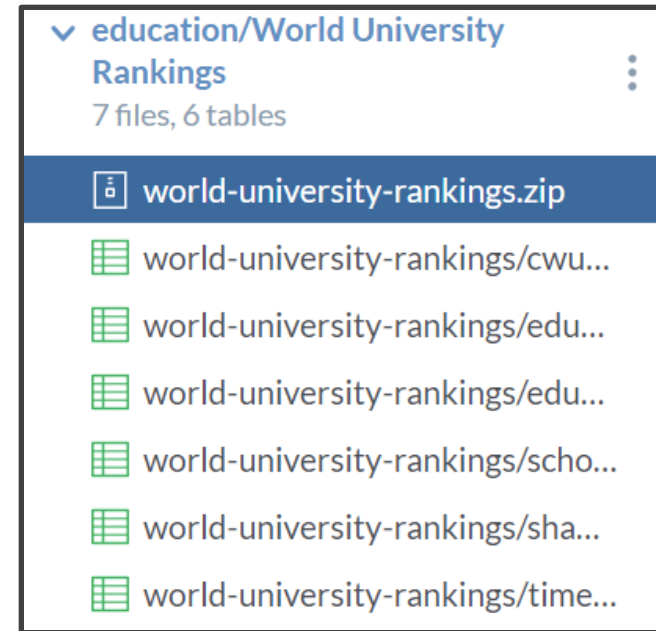 education/World University
Rankings
7 files, 6 tables
world-university-rankings.zip
world-university-rankings/cwu...
world-university-rankings/edu...
world-university-rankings/edu...
world-university-rankings/scho...
world-university-rankings/sha...
world-university-rankings/time...